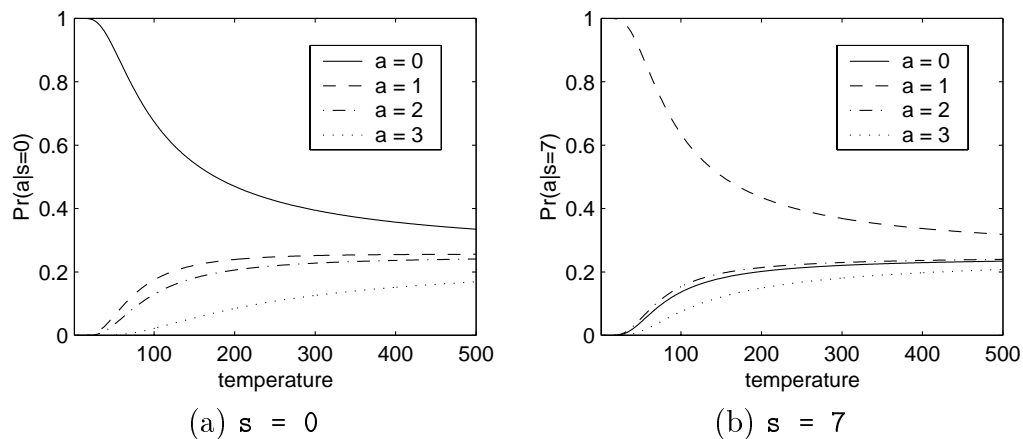 1
0.8
0.6
0.4
0.2
0
Pr(a|s=0)
a = 0
a = 1
a = 2
a = 3
100 200 300 400 500
temperature
(a) s = 0
1
0.8
0.6
0.4
0.2
0
Pr(a|s=7)
a = 0
a = 1
a = 2
a = 3
100 200 300 400 500
temperature
(b) s = 7